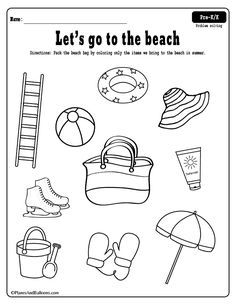 Name:
Pre-K/K
Problem solving
Let's go to the beach
Directions: Pack the beach bag by coloring only the items we bring to the beach in summer.
©PlanesAndBalloons.com